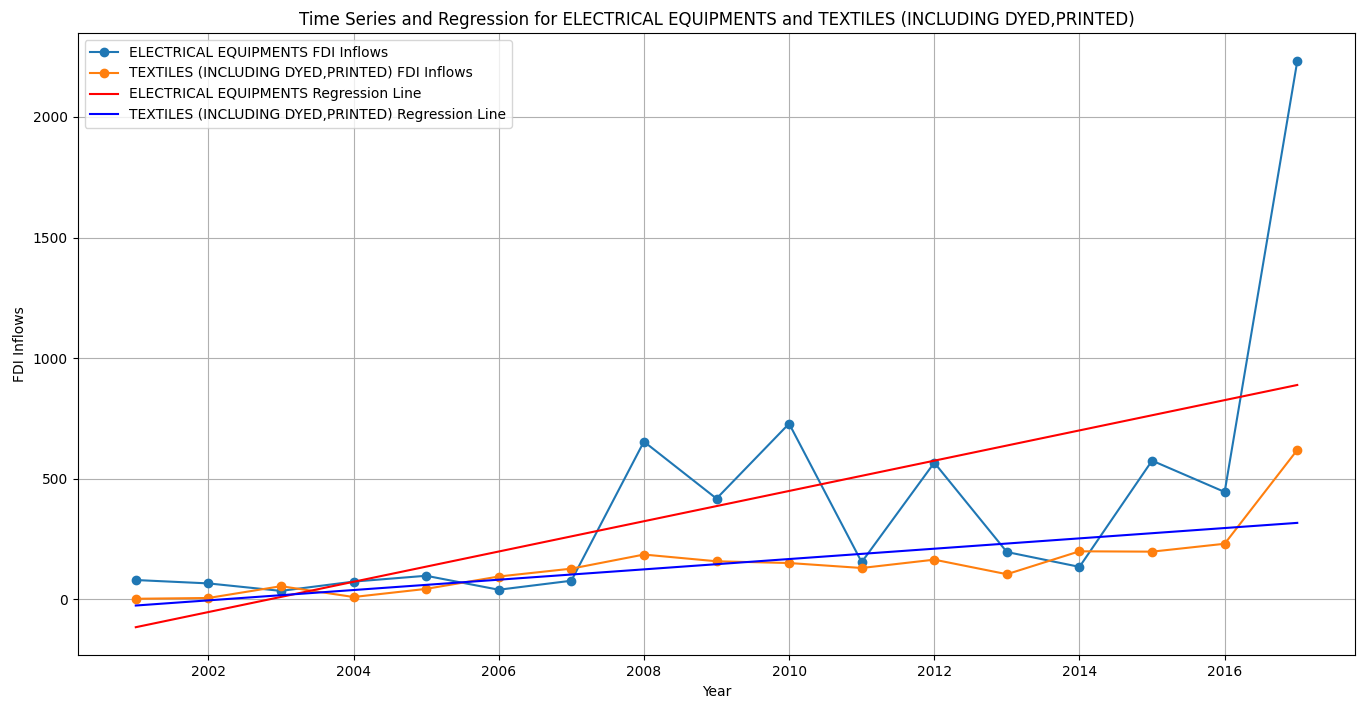 Time Series and Regression for ELECTRICAL EQUIPMENTS and TEXTILES (INCLUDING DYED,PRINTED)
ELECTRICAL EQUIPMENTS FDI Inflows
TEXTILES (INCLUDING DYED,PRINTED) FDI Inflows
ELECTRICAL EQUIPMENTS Regression Line
TEXTILES (INCLUDING DYED,PRINTED) Regression Line
2000
1500
1000
500
0
FDI Inflows
2002 2004 2006 2008 2010 2012 2014 2016
Year